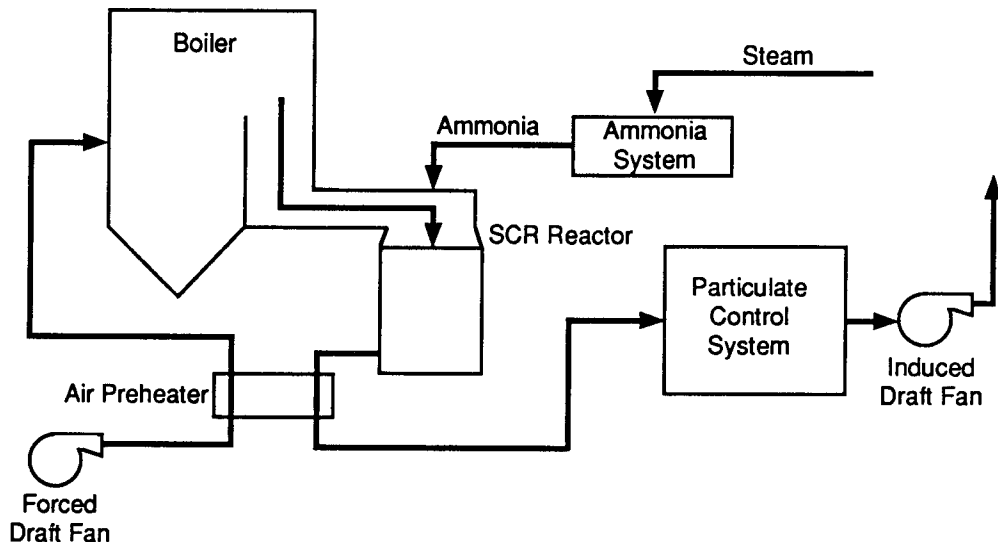 Boiler
Steam
Ammonia
Ammonia
System
SCR Reactor
Particulate
Control
System
Air Preheater
Induced
Draft Fan
Forced
Draft Fan